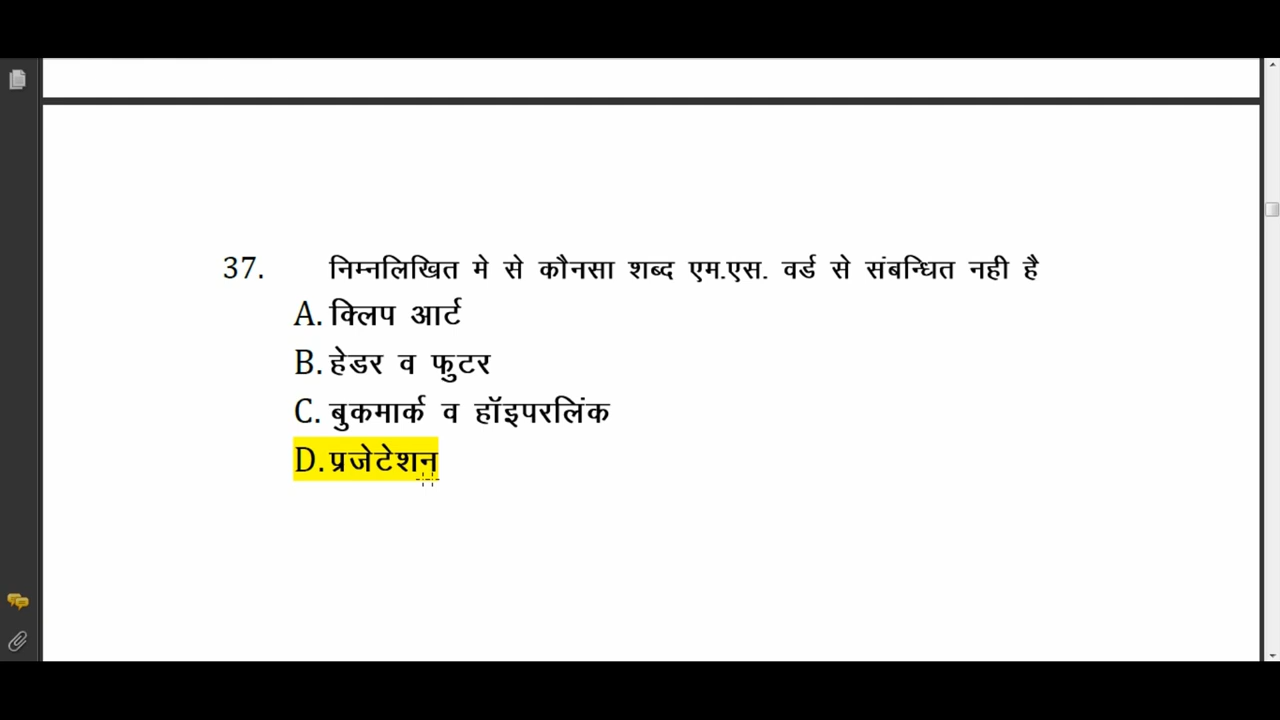 37. निम्नलिखित मे से कौनसा शब्द एम.एस. वर्ड से संबन्धित नही है
A. क्लिप आर्ट
B. हेडर व फुटर
C. बुकमार्क व हॉइपरलिंक
D. प्रजेटेशन